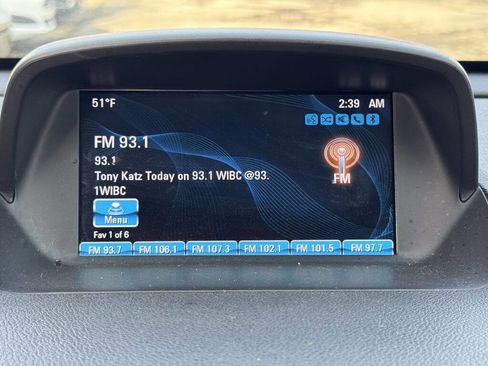 51°F 2:39 AM
FM 93.1
93.1
Tony Katz Today on 93.1 WIBC @93.
1WIBC
FM
Menu
Fav 1 of 6
FM 93.7 FM 106.1 FM 107.3 FM 102.1 FM 101.5 FM 97.7